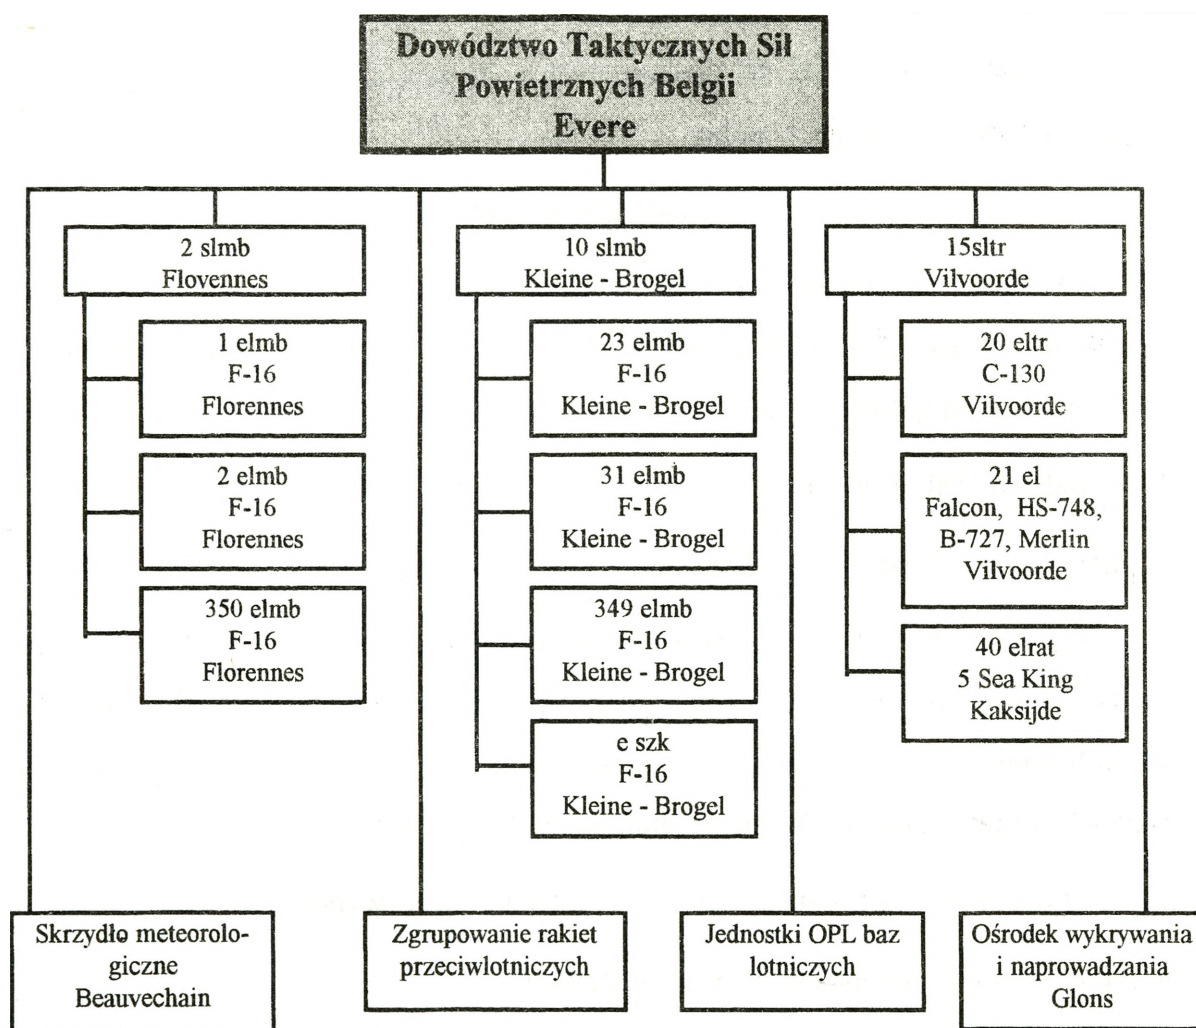 Dowództwo Taktycznych Sił
Powietrznych Belgii
Evere
2 slmb
Flovennes
1 elmb
F-16
Florennes
2 elmb
F-16
Florennes
350 elmb
F-16
Florennes
10 slmb
Kleine - Brogel
23 elmb
F-16
Kleine - Brogel
31 elmb
F-16
Kleine - Brogel
349 elmb
F-16
Kleine - Brogel
e szk
F-16
Kleine - Brogel
15sltr
Vilvoorde
20 eltr
C-130
Vilvoorde
21 el
Falcon, HS-748,
B-727, Merlin
Vilvoorde
40 elrat
5 Sea King
Kaksijde
Skrzydło meteorolo-
giczne
Beauvechain
Zgrupowanie rakiet
przeciwlotniczych
Jednostki OPL baz
lotniczych
Ośrodek wykrywania
i naprowadzania
Glons